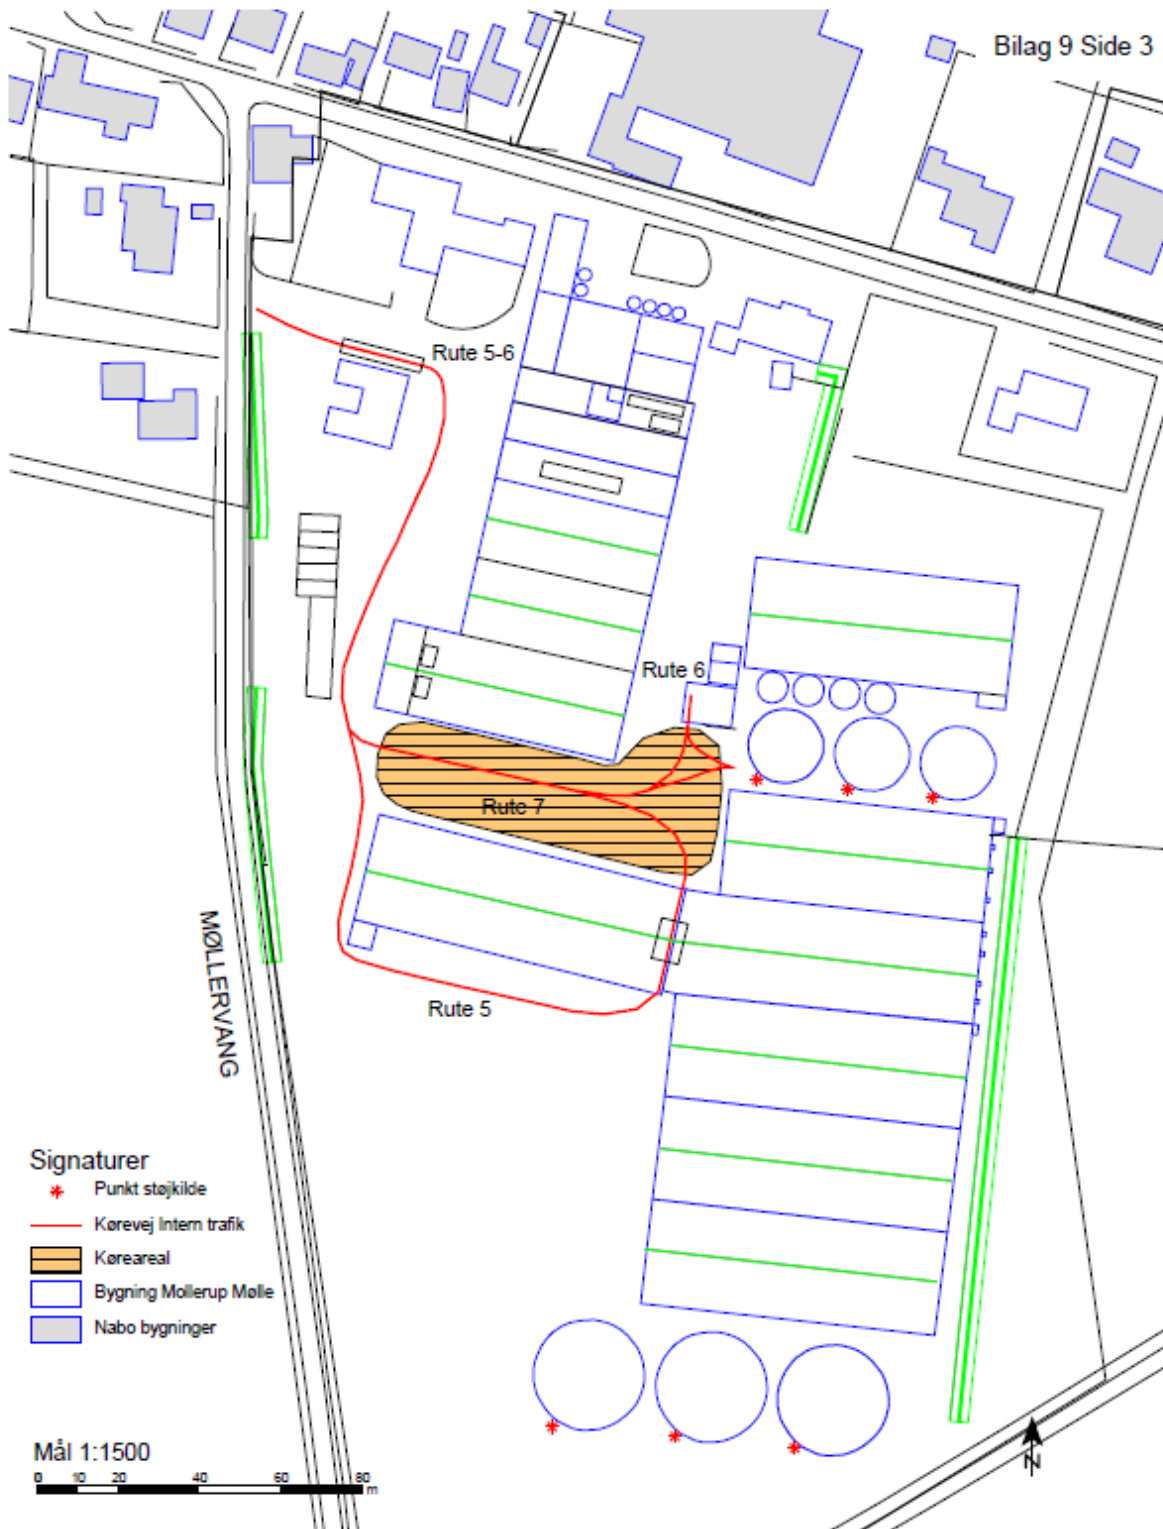 Bilag 9 Side 3
Rute 5-6
Rute 6
Rute 7
Rute 5
MØLLERVANG
Signaturer
Punkt støjkilde
Kørevej Intern trafik
Køreareal
Bygning Mollerup Mølle
Nabo bygninger
Mål 1:1500
0 10 20 40 60 80
m
N